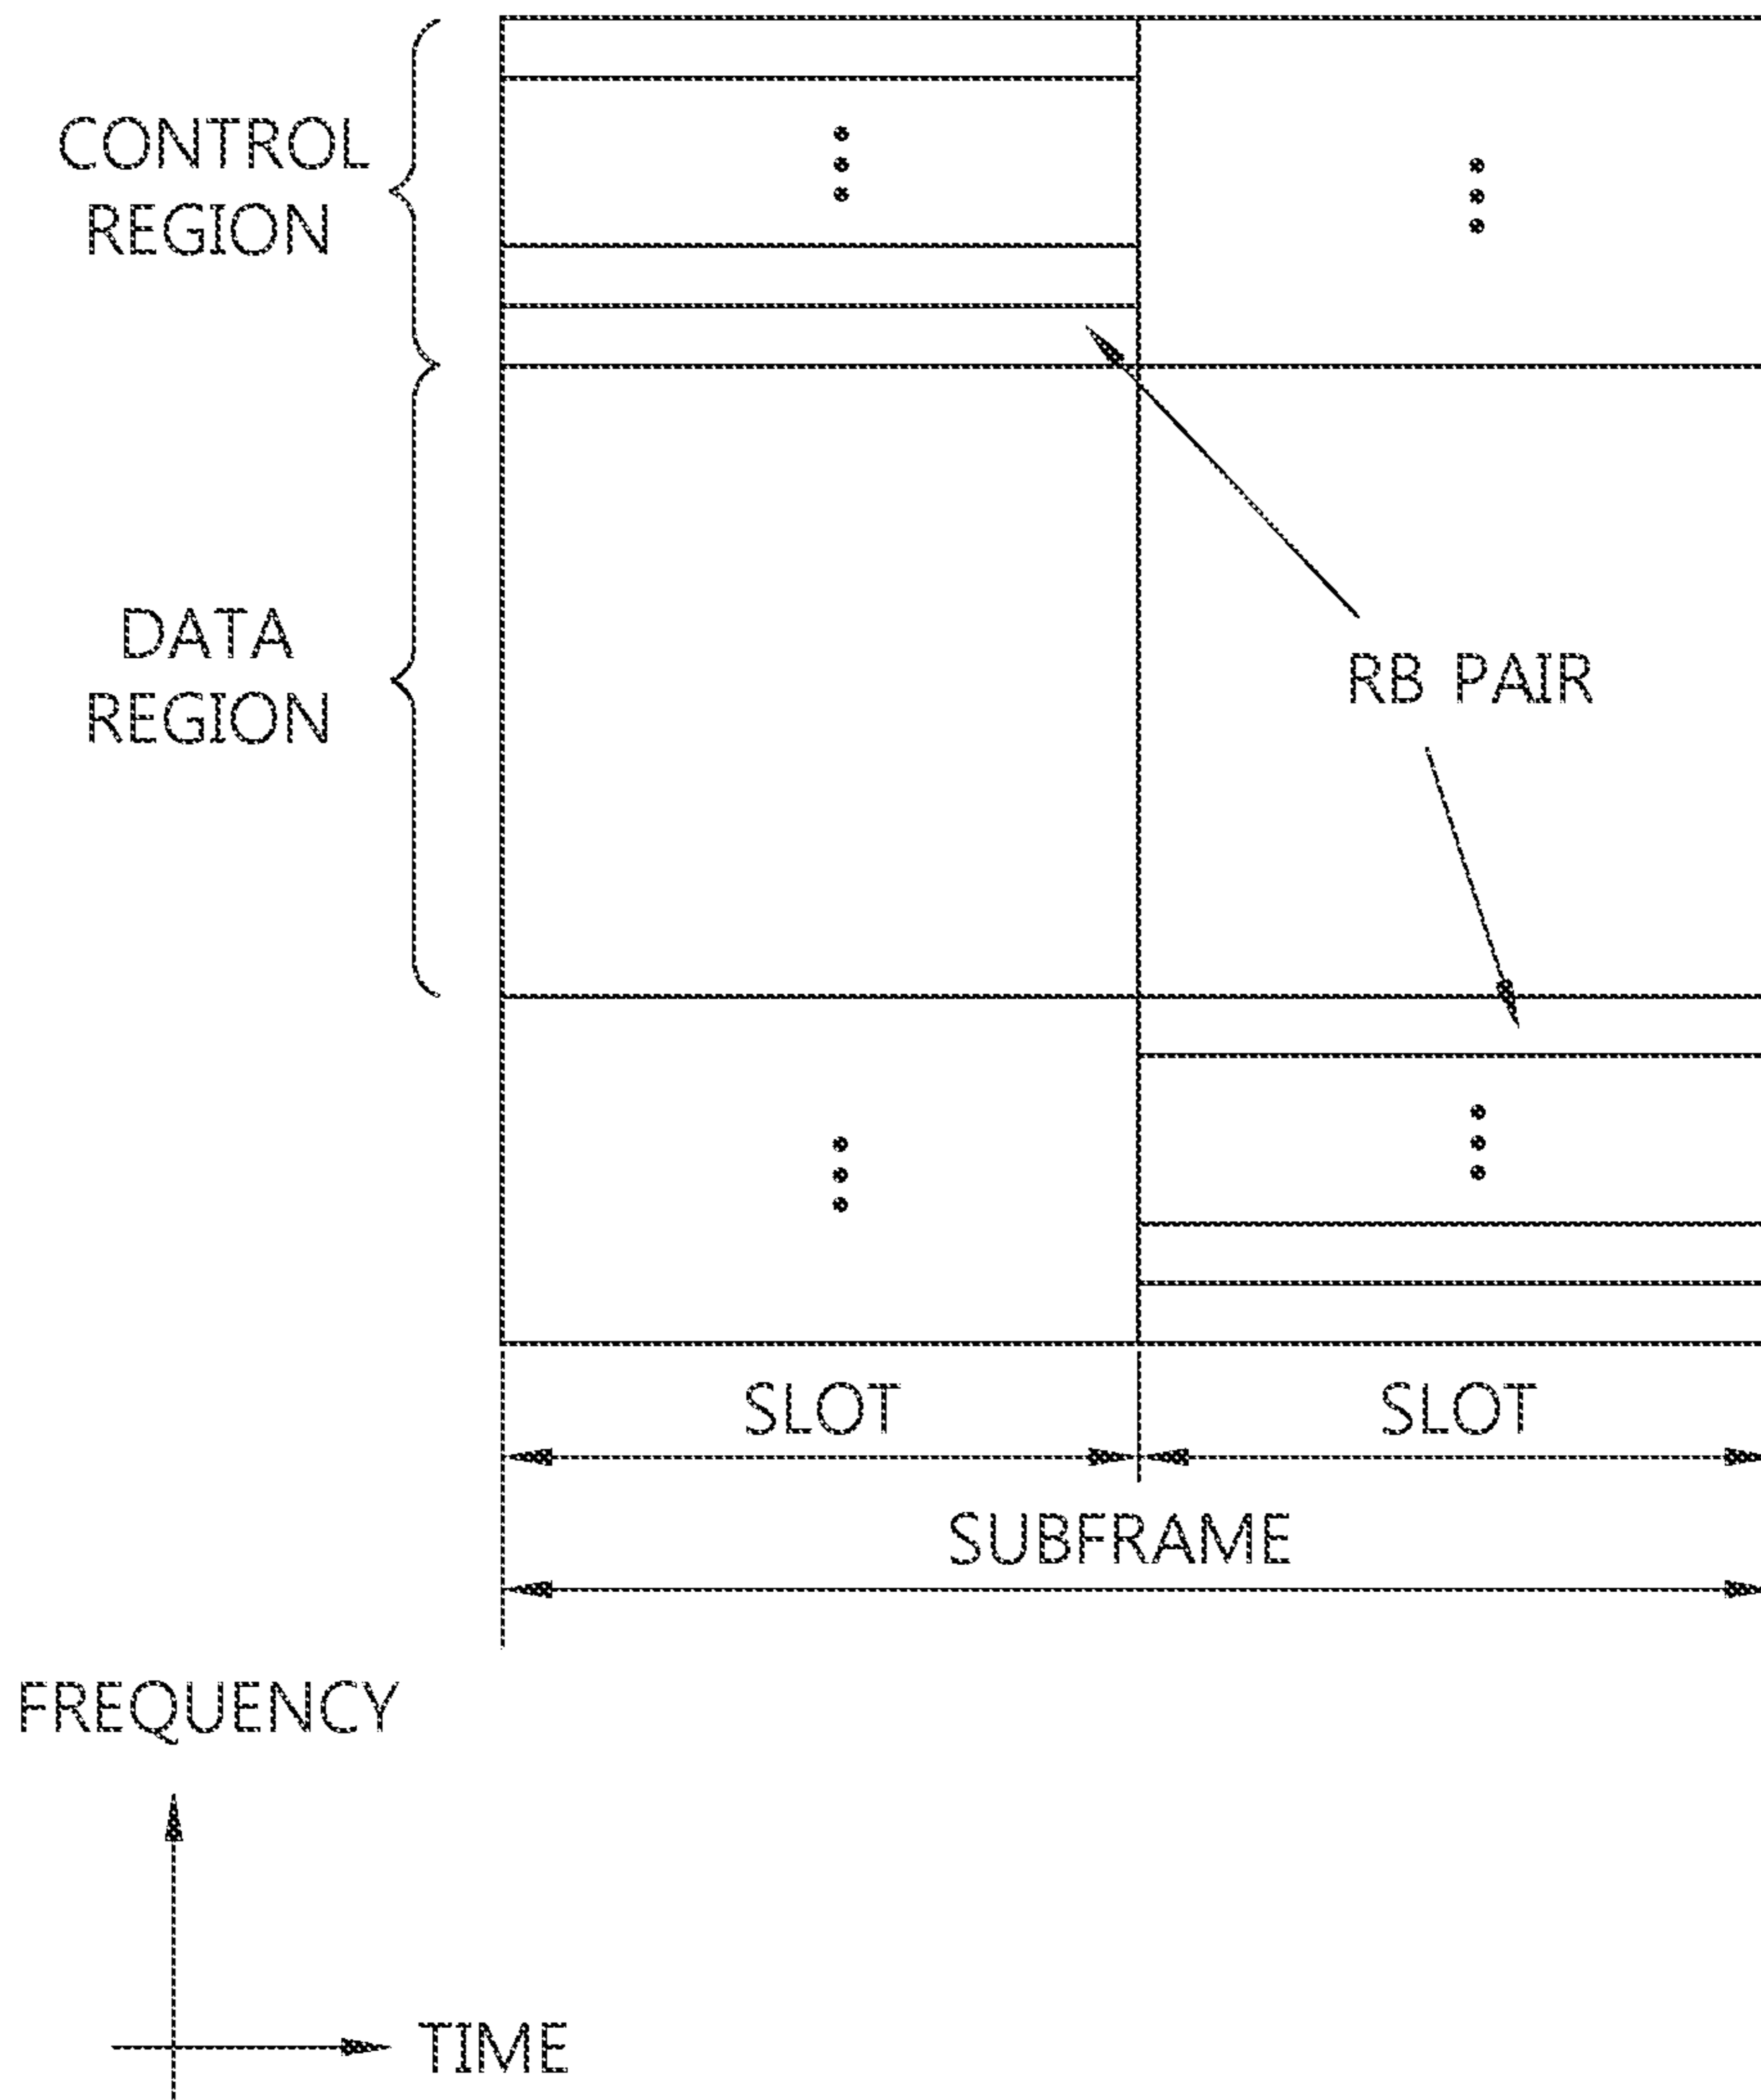 CONTROL
REGION
DATA
REGION
RB PAIR
SLOT
SLOT
SUBFRAME
FREQUENCY
TIME